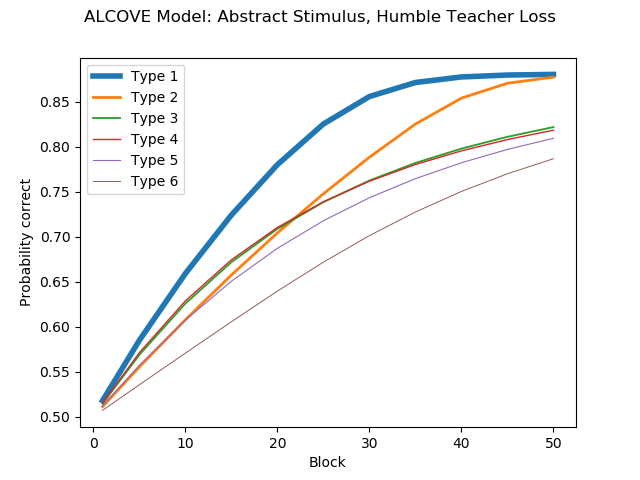 ALCOVE Model: Abstract Stimulus, Humble Teacher Loss
Type 1
Type 2
Type 3
Type 4
Type 5
Type 6
Probability correct
0.85
0.80
0.75
0.70
0.65
0.60
0.55
0.50
0
10
20
30
40
50
Block